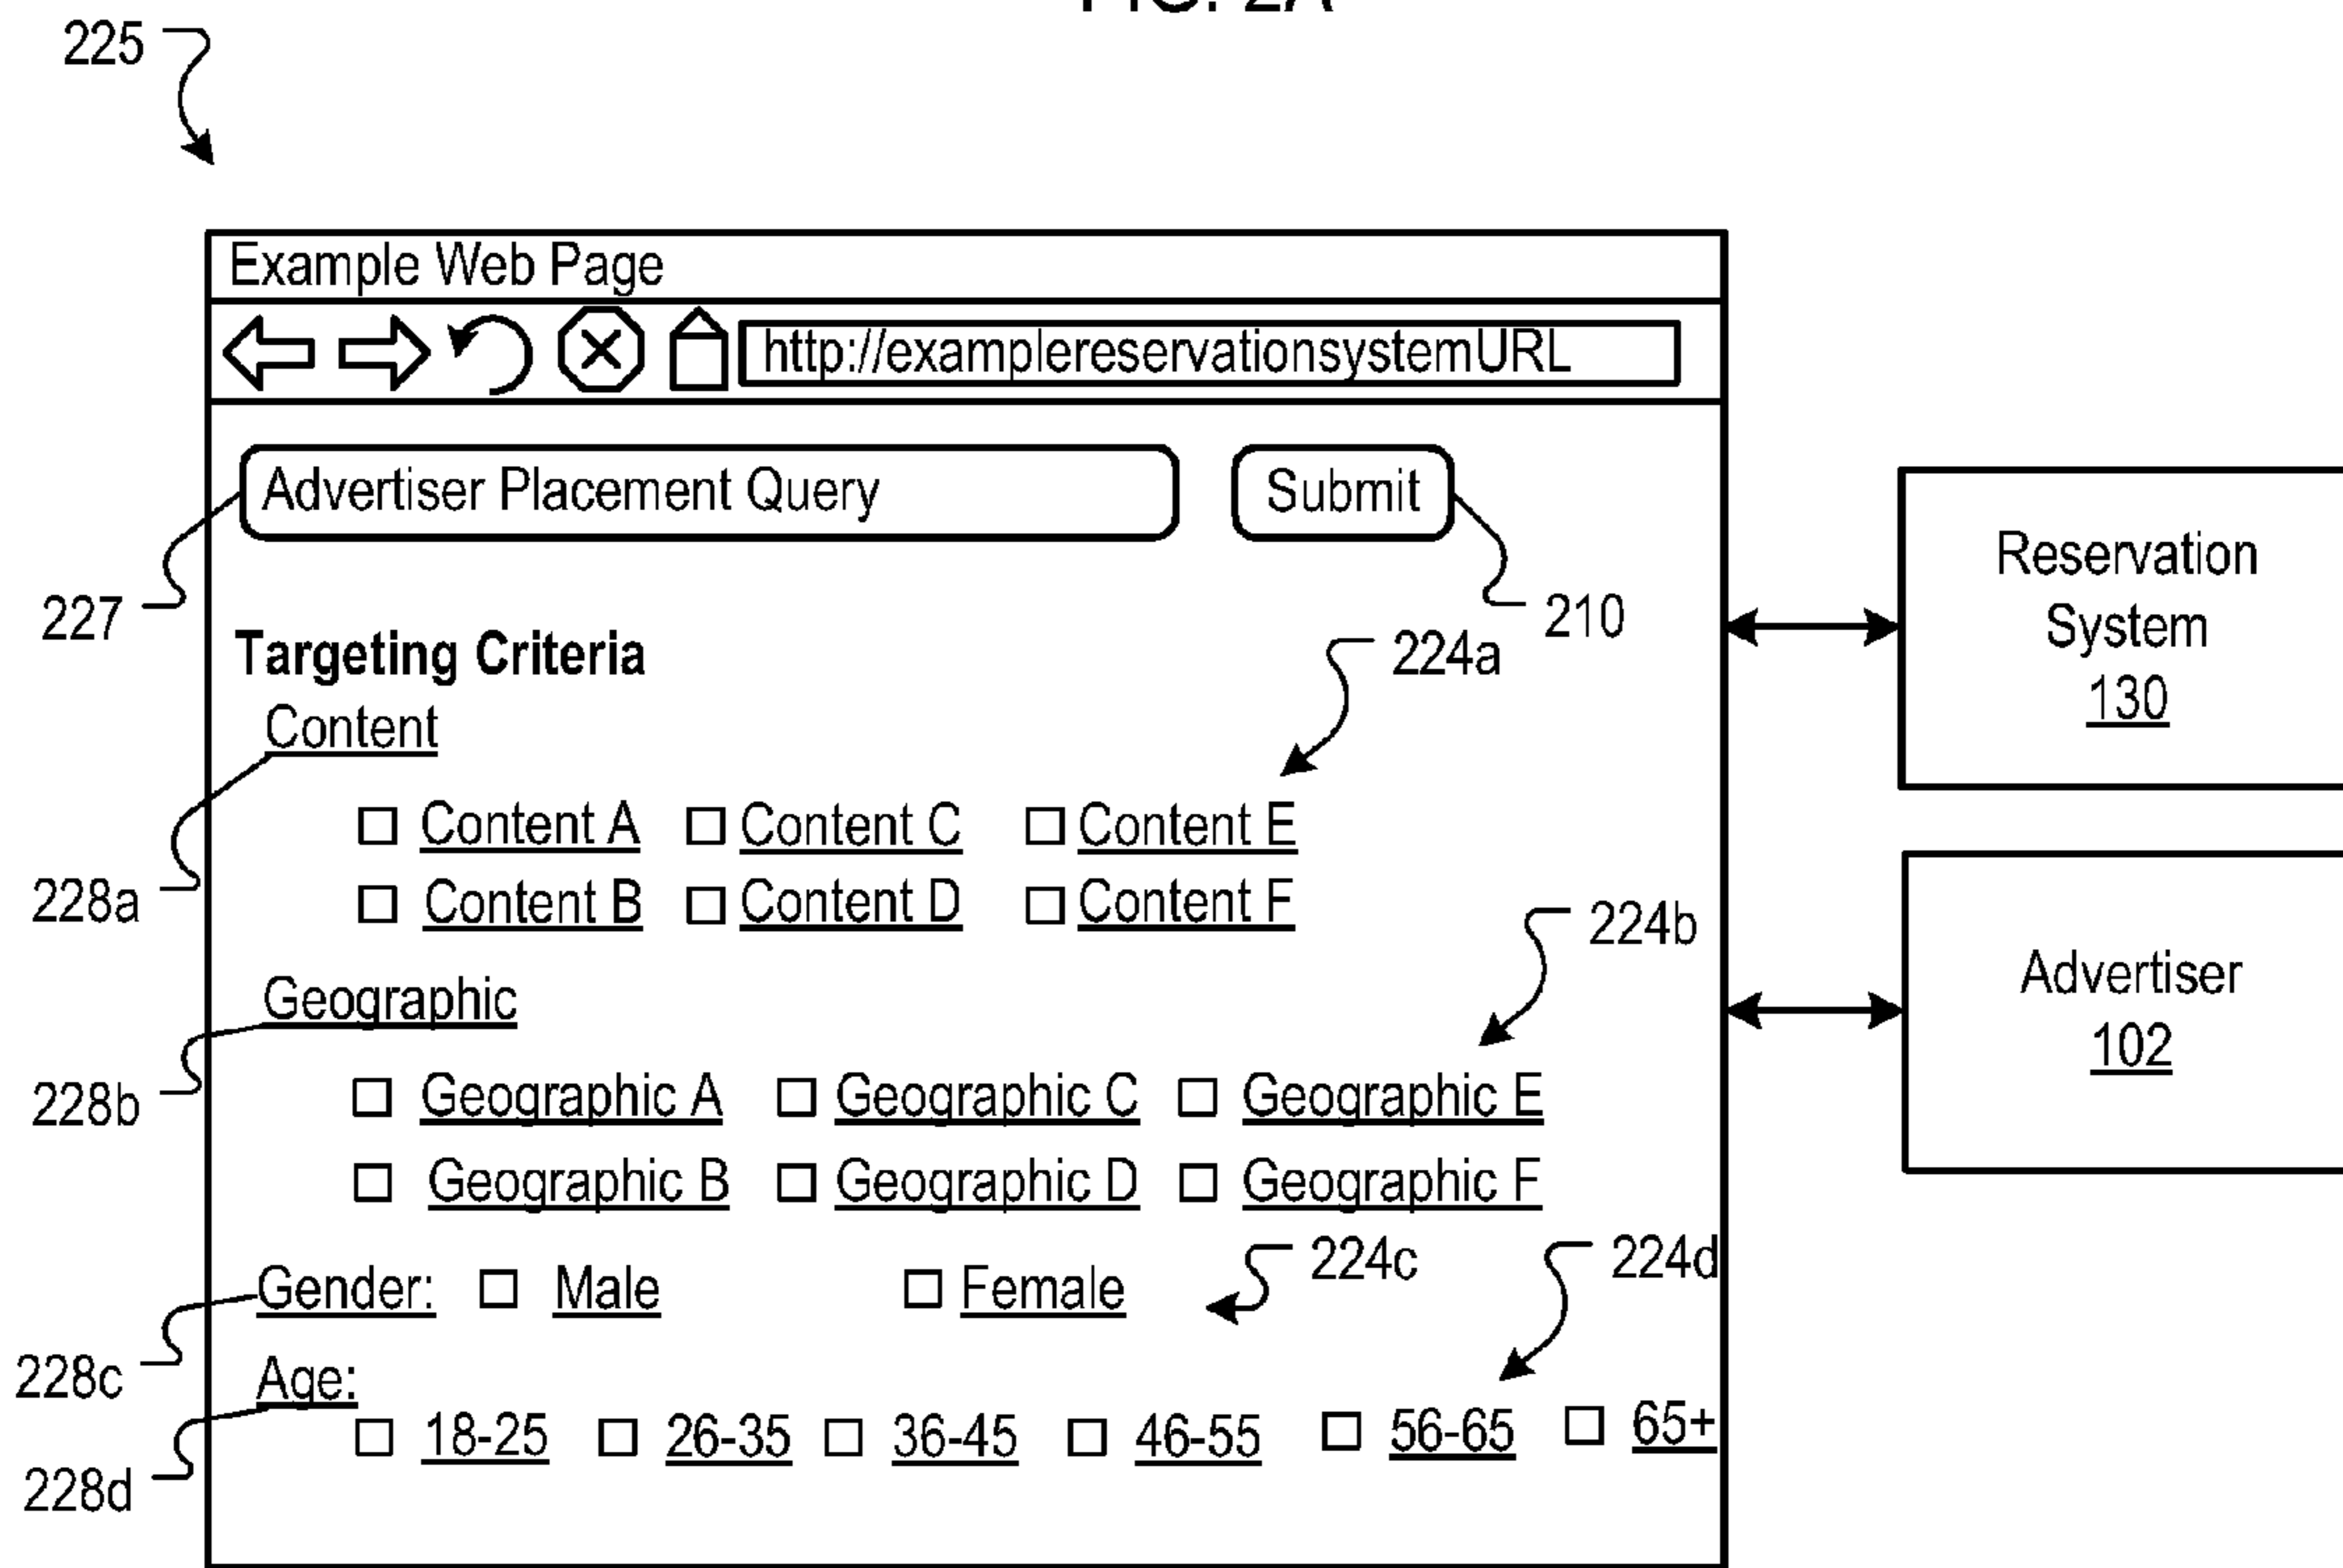 FIG. 2A
225
Example Web Page
http://examplereservationsystemURL
Advertiser Placement Query
Submit
227
210
Targeting Criteria
224a
Content
Content A Content C Content E
228a
Content B Content D Content F
224b
Geographic
228b
Geographic A Geographic C Geographic E
Geographic B Geographic D Geographic F
224c
224d
Gender: Male Female
228c
Age:
18-25 26-35 36-45 46-55 56-65 65+
228d
Reservation
System
130
Advertiser
102